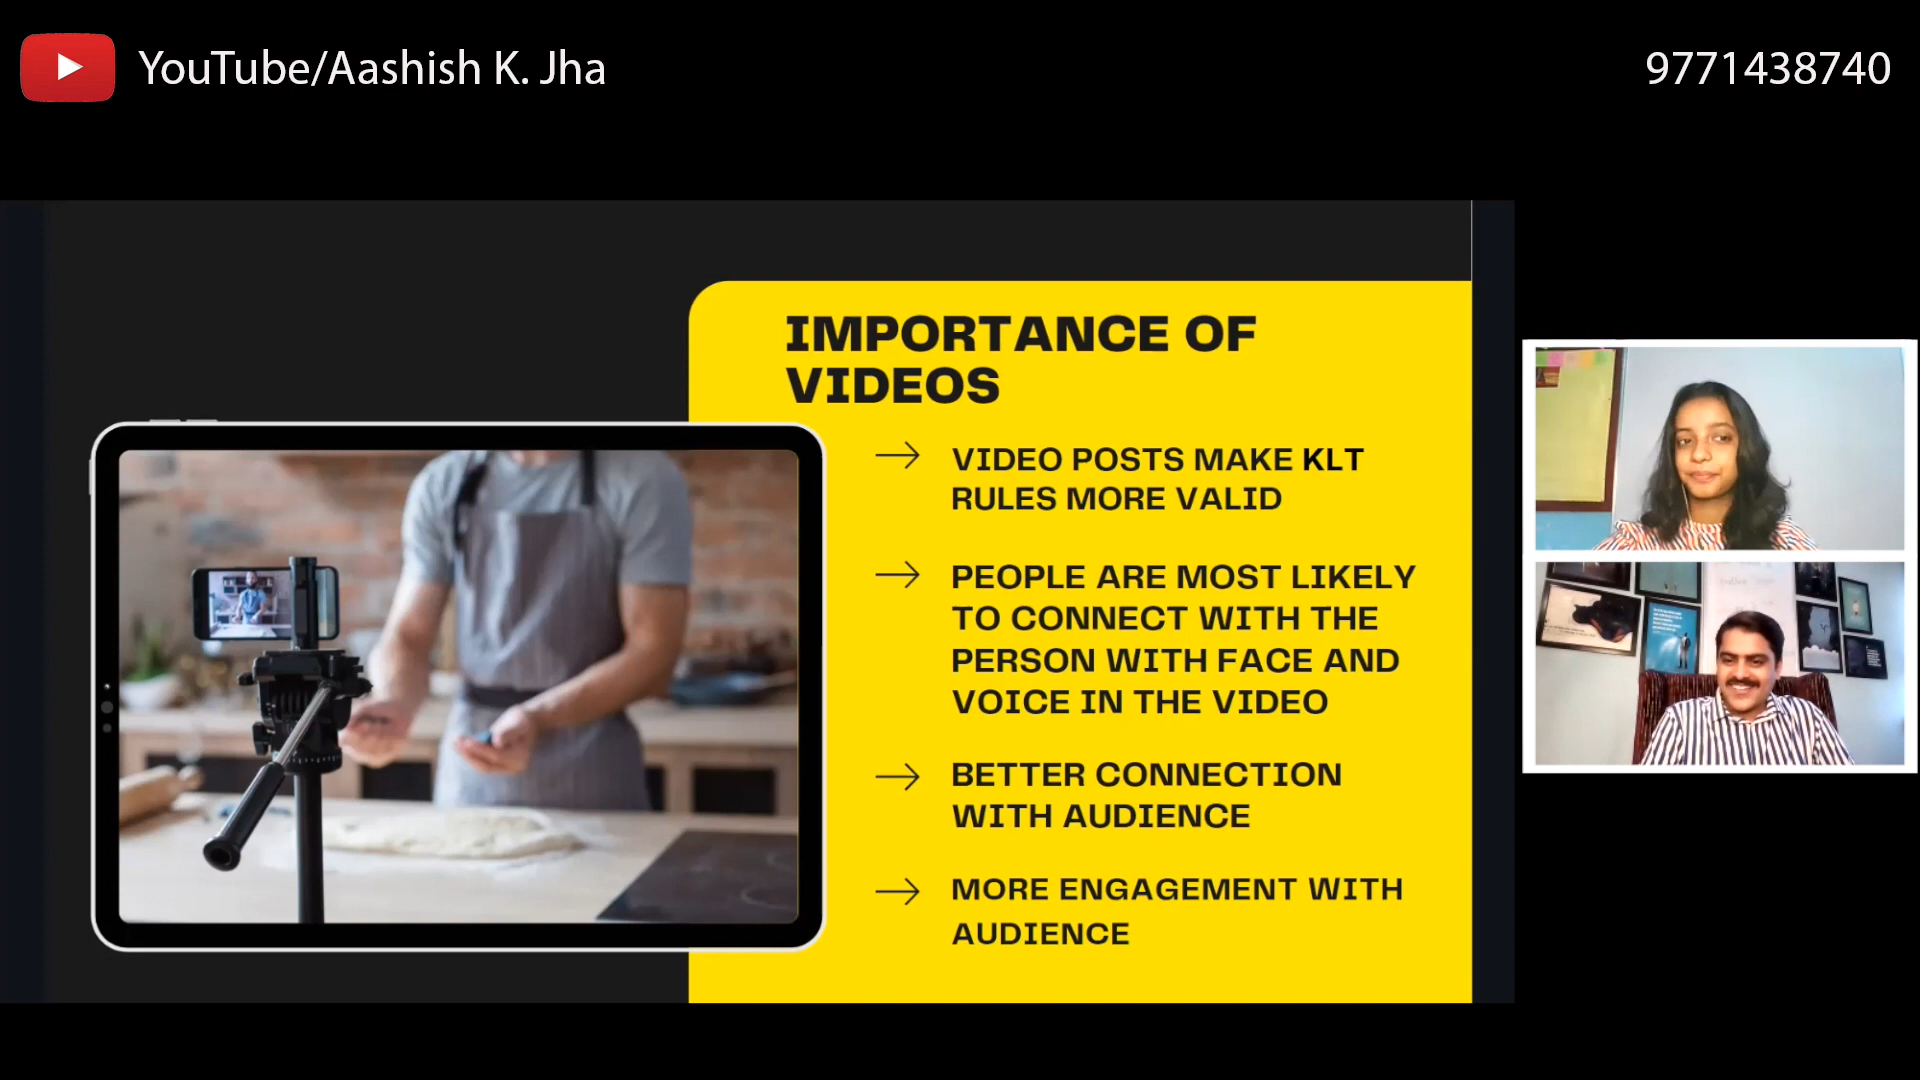 YouTube/Aashish K. Jha
9771438740
IMPORTANCE OF
VIDEOS
VIDEO POSTS MAKE KLT
RULES MORE VALID
PEOPLE ARE MOST LIKELY
TO CONNECT WITH THE
PERSON WITH FACE AND
VOICE IN THE VIDEO
BETTER CONNECTION
WITH AUDIENCE
MORE ENGAGEMENT WITH
AUDIENCE